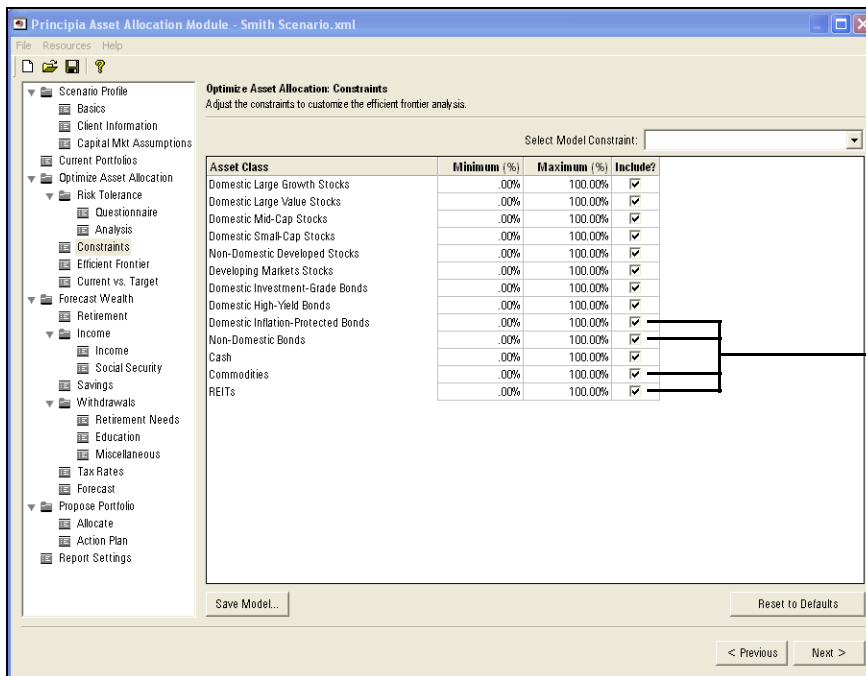 Principia Asset Allocation Module - Smith Scenario.xml
File Resources Help
Scenario Profile
Basics
Client Information
Capital Mkt Assumptions
Current Portfolios
Optimize Asset Allocation
Risk Tolerance
Questionnaire
Analysis
Constraints
Efficient Frontier
Current vs. Target
Forecast Wealth
Retirement
Income
Income
Social Security
Savings
Withdrawals
Retirement Needs
Education
Miscellaneous
Tax Rates
Forecast
Propose Portfolio
Allocate
Action Plan
Report Settings
Optimize Asset Allocation: Constraints
Adjust the constraints to customize the efficient frontier analysis.
Select Model Constraint:
Asset Class Minimum (%) Maximum (%) Include?
Domestic Large Growth Stocks .00% 100.00%
Domestic Large Value Stocks .00% 100.00%
Domestic Mid-Cap Stocks .00% 100.00%
Domestic Small-Cap Stocks .00% 100.00%
Non-Domestic Developed Stocks .00% 100.00%
Developing Markets Stocks .00% 100.00%
Domestic Investment-Grade Bonds .00% 100.00%
Domestic High-Yield Bonds .00% 100.00%
Domestic Inflation-Protected Bonds .00% 100.00%
Non-Domestic Bonds .00% 100.00%
Cash .00% 100.00%
Commodities .00% 100.00%
REITs .00% 100.00%
Save Model... Reset to Defaults
< Previous Next >